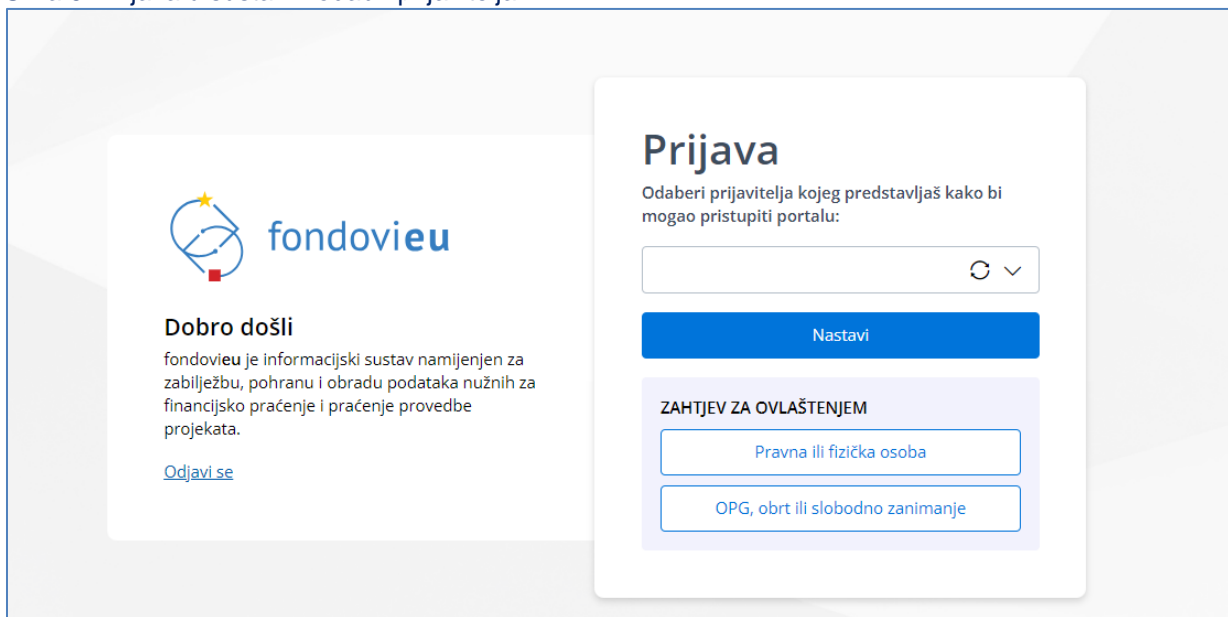 fondovieu
Dobro došli
fondovieu je informacijski sustav namijenjen za
zabilježbu, pohranu i obradu podataka nužnih za
financijsko praćenje i praćenje provedbe
projekata.
Odjavi se
Prijava
Odaberi prijavitelja kojeg predstavljaš kako bi
mogao pristupiti portalu:
Nastavi
ZAHTJEV ZA OVLAŠTENJEM
Pravna ili fizička osoba
OPG, obrt ili slobodno zanimanje